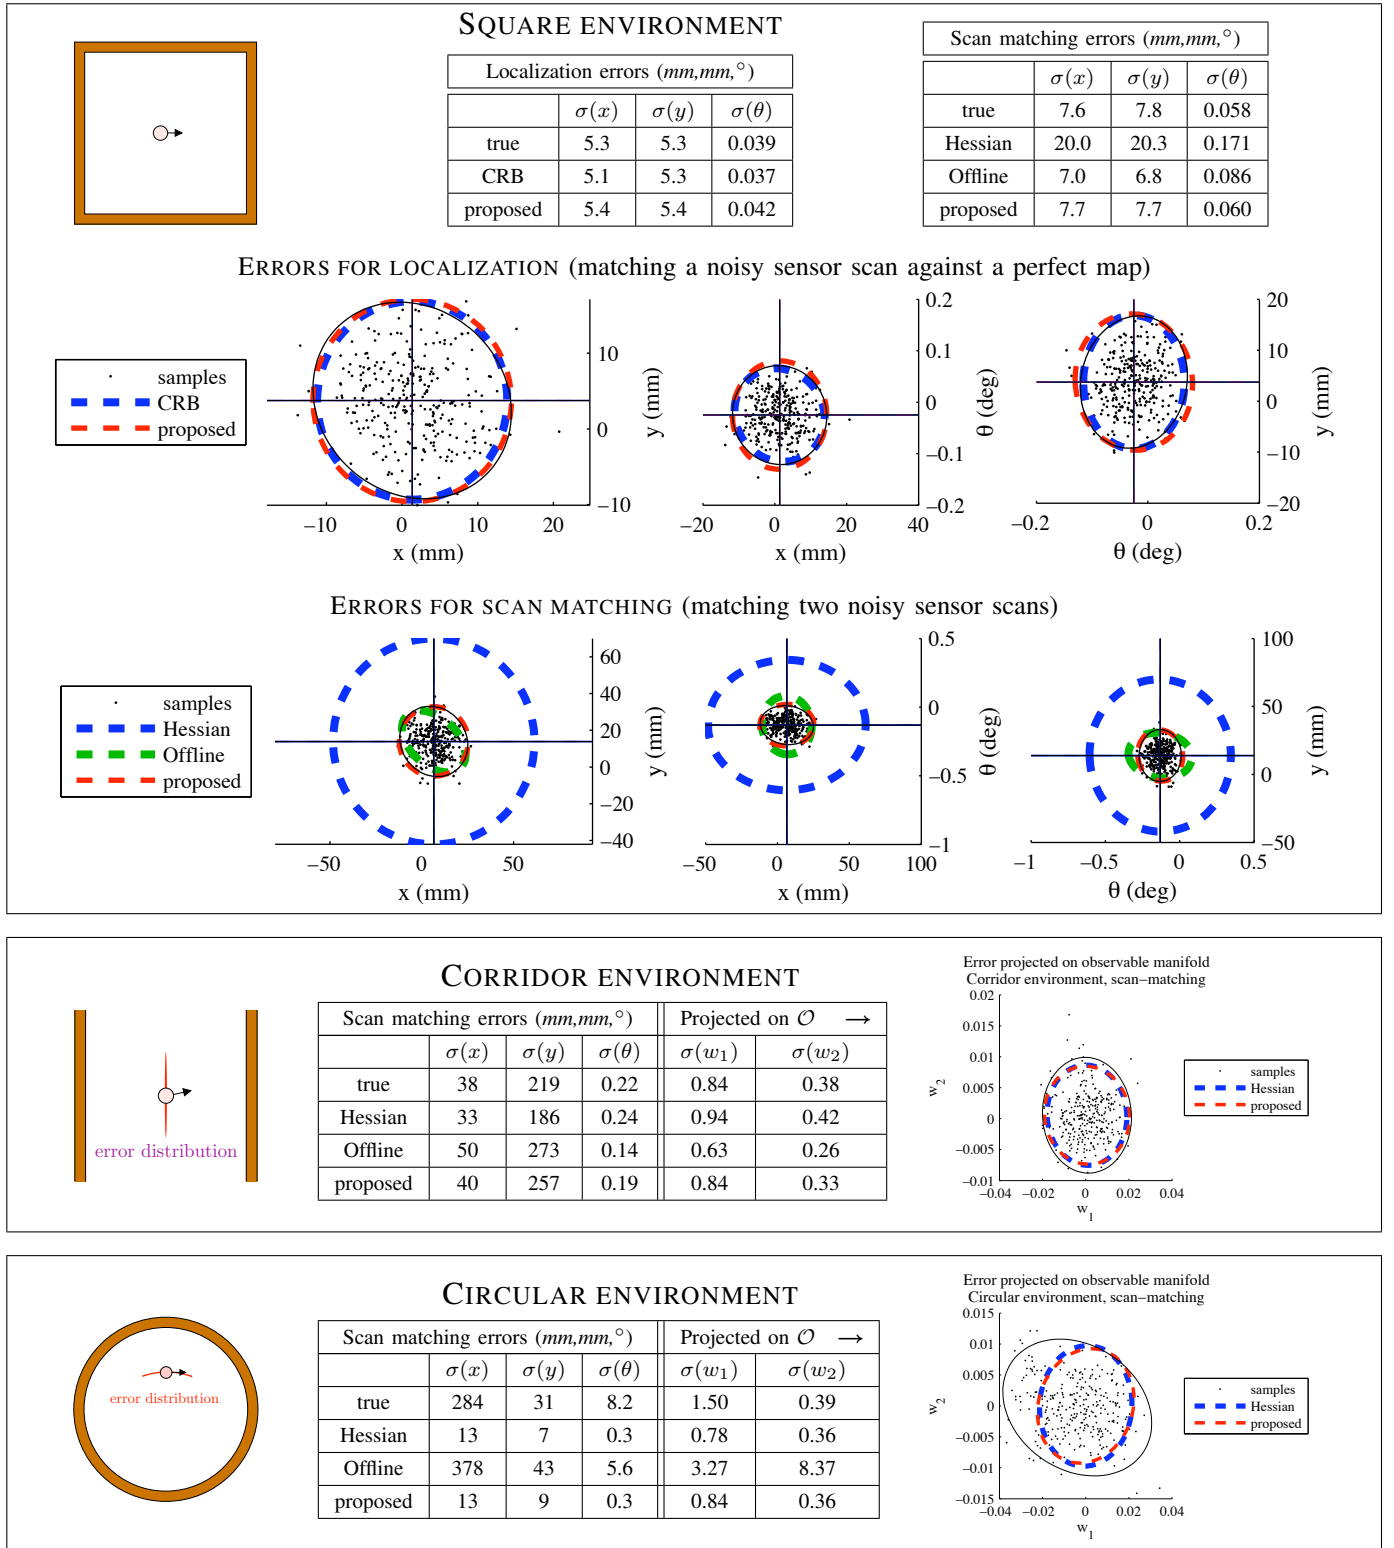 SQUARE ENVIRONMENT
Localization errors (mm,mm,°)
σ(x) σ(y) σ(θ)
true 5.3 5.3 0.039
CRB 5.1 5.3 0.037
proposed 5.4 5.4 0.042
Scan matching errors (mm,mm,°)
σ(x) σ(y) σ(θ)
true 7.6 7.8 0.058
Hessian 20.0 20.3 0.171
Offline 7.0 6.8 0.086
proposed 7.7 7.7 0.060
ERRORS FOR LOCALIZATION (matching a noisy sensor scan against a perfect map)
samples
CRB
proposed
10
0
−10
y (mm)
−10 0 10 20
x (mm)
0.2
0.1
0
−0.1
−0.2
θ (deg)
−20 0 20 40
x (mm)
20
10
0
−10
−20
y (mm)
−0.2 0 0.2
θ (deg)
ERRORS FOR SCAN MATCHING (matching two noisy sensor scans)
samples
Hessian
Offline
proposed
60
40
20
0
−20
−40
y (mm)
−50 0 50
x (mm)
0.5
0
−0.5
−1
θ (deg)
−50 0 50 100
x (mm)
100
50
0
−50
y (mm)
−1 −0.5 0 0.5
θ (deg)
CORRIDOR ENVIRONMENT
error distribution
Scan matching errors (mm,mm,°) Projected on 𝒪 →
σ(x) σ(y) σ(θ) σ(w₁) σ(w₂)
true 38 219 0.22 0.84 0.38
Hessian 33 186 0.24 0.94 0.42
Offline 50 273 0.14 0.63 0.26
proposed 40 257 0.19 0.84 0.33
Error projected on observable manifold
Corridor environment, scan−matching
0.02
0.015
0.01
0.005
0
−0.005
−0.01
w₂
−0.04 −0.02 0 0.02 0.04
w₁
samples
Hessian
proposed
CIRCULAR ENVIRONMENT
error distribution
Scan matching errors (mm,mm,°) Projected on 𝒪 →
σ(x) σ(y) σ(θ) σ(w₁) σ(w₂)
true 284 31 8.2 1.50 0.39
Hessian 13 7 0.3 0.78 0.36
Offline 378 43 5.6 3.27 8.37
proposed 13 9 0.3 0.84 0.36
Error projected on observable manifold
Circular environment, scan−matching
0.015
0.01
0.005
0
−0.005
−0.01
−0.015
w₂
−0.04 −0.02 0 0.02 0.04
w₁
samples
Hessian
proposed